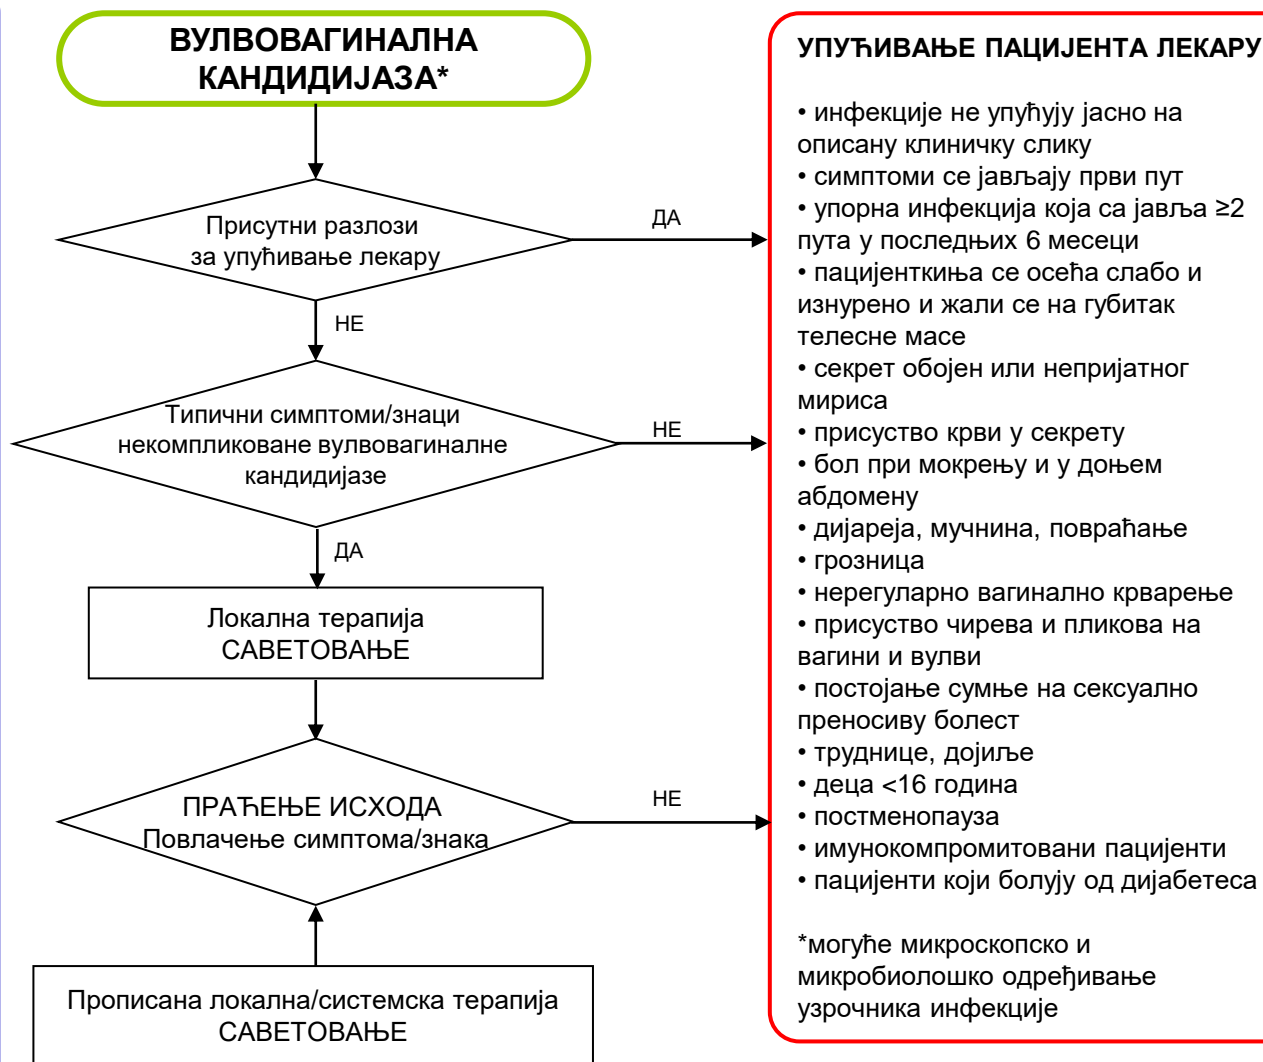 ВУЛВОВАГИНАЛНА
КАНДИДИЈАЗА*
Присутни разлози
за упућивање лекару
ДА
НЕ
Типични симптоми/знаци
некомпликоване вулвовагиналне
кандидијазе
НЕ
ДА
Локална терапија
САВЕТОВАЊЕ
ПРАЋЕЊЕ ИСХОДА
Повлачење симптома/знака
НЕ
Прописана локална/системска терапија
САВЕТОВАЊЕ
УПУЋИВАЊЕ ПАЦИЈЕНТА ЛЕКАРУ
• инфекције не упућују јасно на
описану клиничку слику
• симптоми се јављају први пут
• упорна инфекција која са јавља ≥2
пута у последњих 6 месеци
• пацијенткиња се осећа слабо и
изнурено и жали се на губитак
телесне масе
• секрет обојен или непријатног
мириса
• присуство крви у секрету
• бол при мокрењу и у доњем
абдомену
• дијареја, мучнина, повраћање
• грозница
• нерегуларно вагинално крварење
• присуство чирева и пликова на
вагини и вулви
• постојање сумње на сексуално
преносиву болест
• труднице, дојиље
• деца <16 година
• постменопауза
• имунокомпромитовани пацијенти
• пацијенти који болују од дијабетеса
*могуће микроскопско и
микробиолошко одређивање
узрочника инфекције